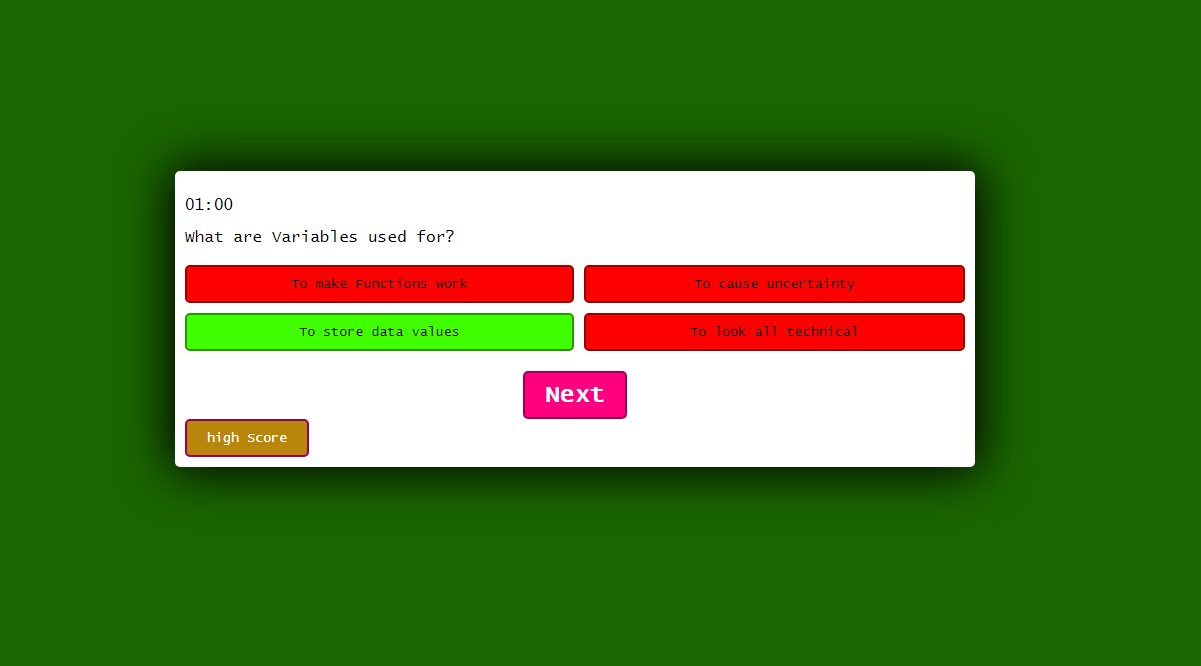 01:00
What are Variables used for?
To make Functions work
To cause uncertainty
To store data values
To look all technical
Next
high Score